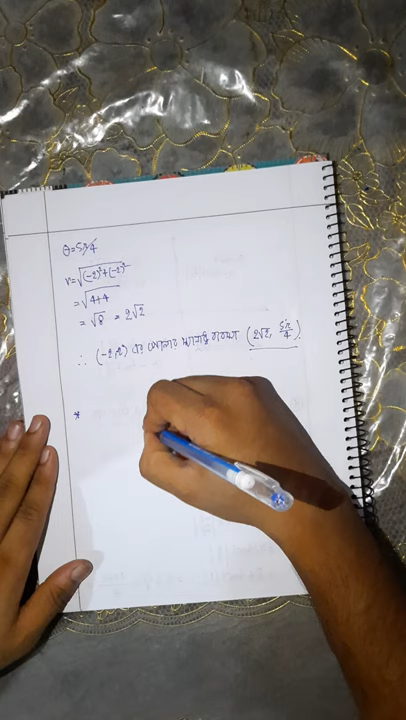 θ = 5π/4
r = √(-2)²+(-2)²
= √4+4
= √8 = 2√2
∴ (-2,-2) এর পোলার স্থানাঙ্ক (2√2, 5π/4).
*